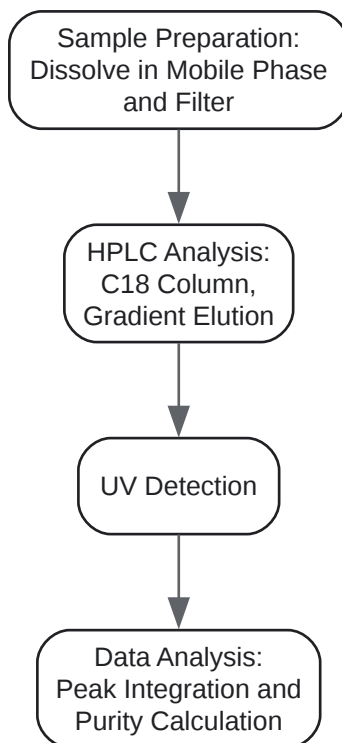 Sample Preparation:
Dissolve in Mobile Phase
and Filter
HPLC Analysis:
C18 Column,
Gradient Elution
UV Detection
Data Analysis:
Peak Integration and
Purity Calculation